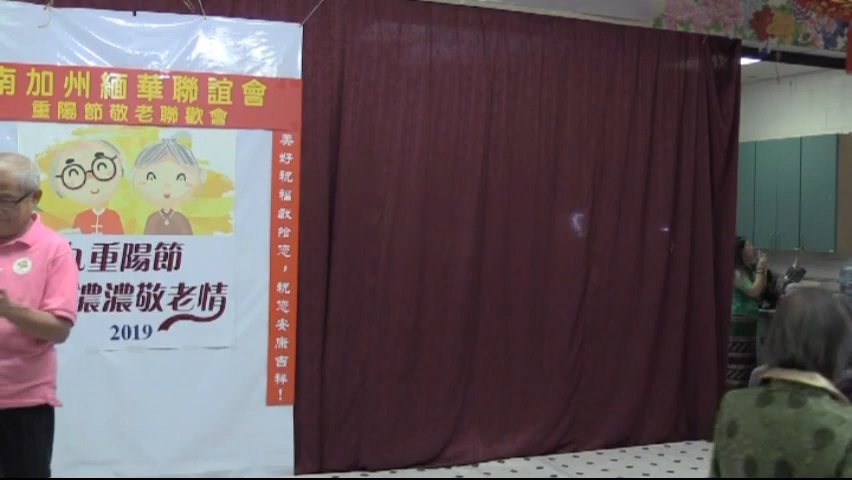 南加州緬華聯誼會
重陽節敬老聯歡會
美好祝福獻給您，祝您安康吉祥！
九重陽節
濃濃敬老情
2019